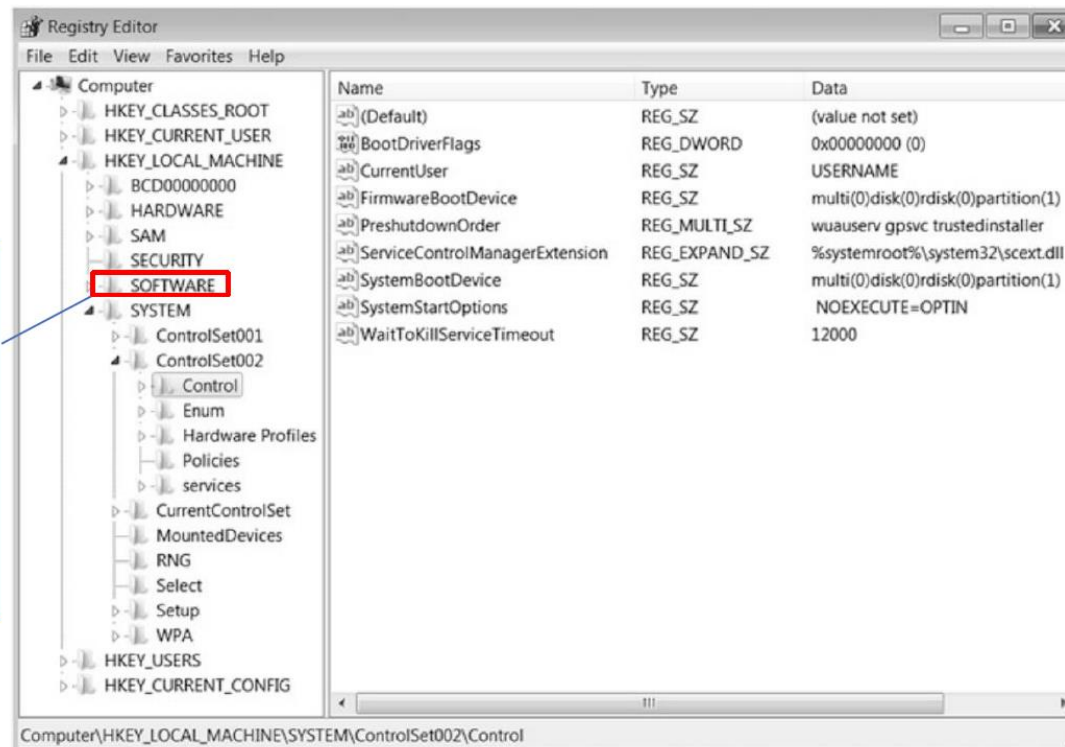 Registry Editor
File Edit View Favorites Help
Computer
HKEY_CLASSES_ROOT
HKEY_CURRENT_USER
HKEY_LOCAL_MACHINE
BCD00000000
HARDWARE
SAM
SECURITY
SOFTWARE
SYSTEM
ControlSet001
ControlSet002
Control
Enum
Hardware Profiles
Policies
services
CurrentControlSet
MountedDevices
RNG
Select
Setup
WPA
HKEY_USERS
HKEY_CURRENT_CONFIG
Name Type Data
(Default) REG_SZ (value not set)
BootDriverFlags REG_DWORD 0x00000000 (0)
CurrentUser REG_SZ USERNAME
FirmwareBootDevice REG_SZ multi(0)disk(0)rdisk(0)partition(1)
PreshutdownOrder REG_MULTI_SZ wuauserv gpsvc trustedinstaller
ServiceControlManagerExtension REG_EXPAND_SZ %systemroot%\system32\scext.dll
SystemBootDevice REG_SZ multi(0)disk(0)rdisk(0)partition(1)
SystemStartOptions REG_SZ NOEXECUTE=OPTIN
WaitToKillServiceTimeout REG_SZ 12000
Computer\HKEY_LOCAL_MACHINE\SYSTEM\ControlSet002\Control